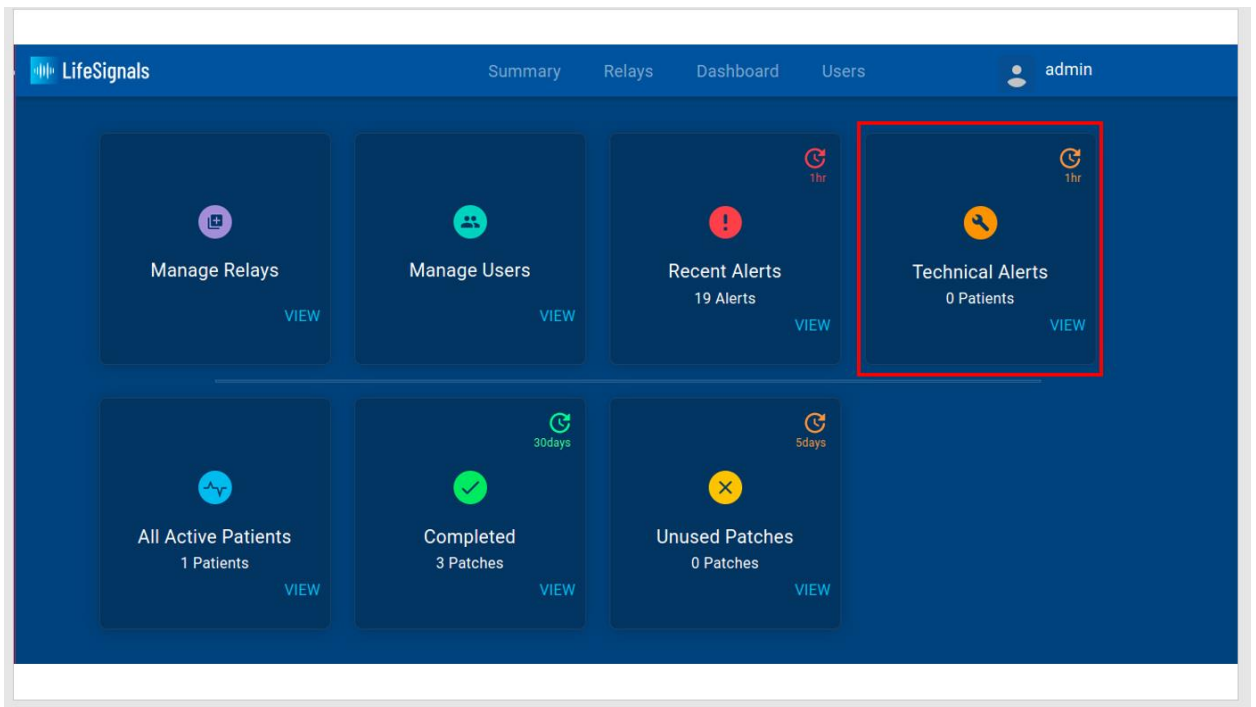 LifeSignals
Summary Relays Dashboard Users
admin
Manage Relays
VIEW
Manage Users
VIEW
1hr
Recent Alerts
19 Alerts
VIEW
1hr
Technical Alerts
0 Patients
VIEW
All Active Patients
1 Patients
VIEW
30days
Completed
3 Patches
VIEW
5days
Unused Patches
0 Patches
VIEW